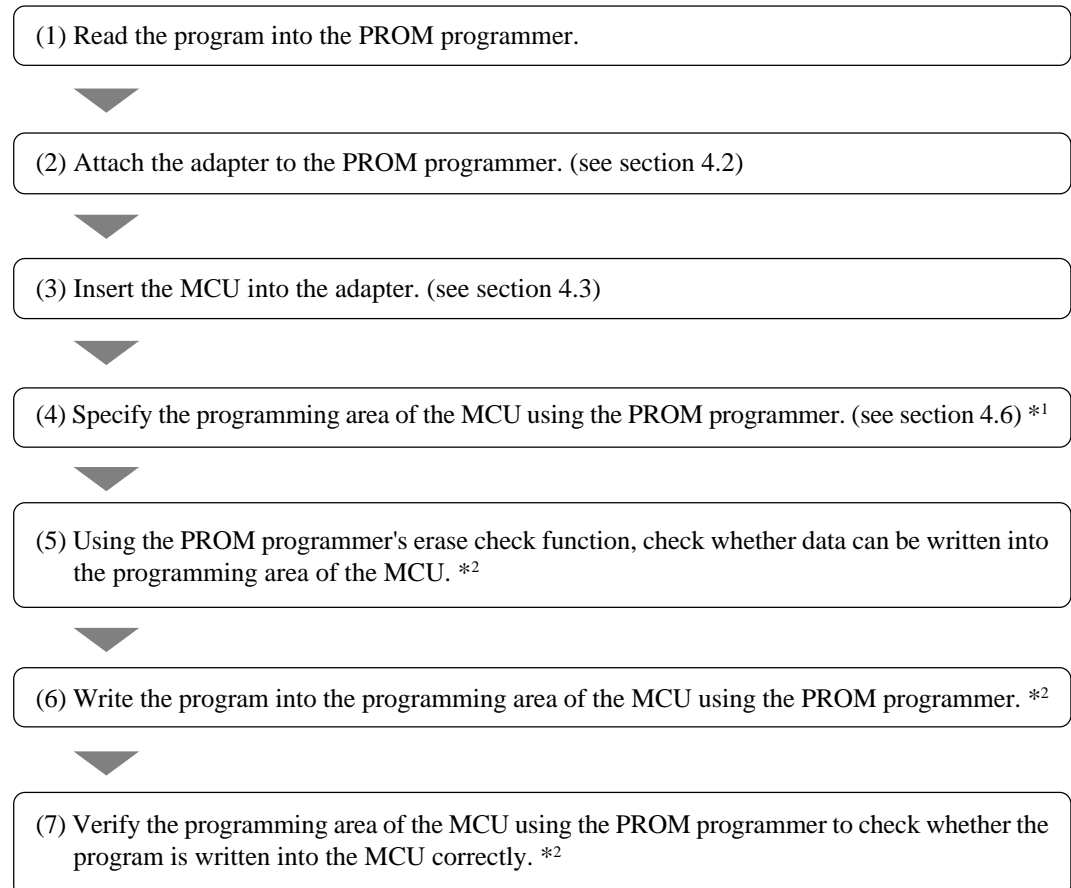 (1) Read the program into the PROM programmer.
(2) Attach the adapter to the PROM programmer. (see section 4.2)
(3) Insert the MCU into the adapter. (see section 4.3)
(4) Specify the programming area of the MCU using the PROM programmer. (see section 4.6) *1
(5) Using the PROM programmer's erase check function, check whether data can be written into
the programming area of the MCU. *2
(6) Write the program into the programming area of the MCU using the PROM programmer. *2
(7) Verify the programming area of the MCU using the PROM programmer to check whether the
program is written into the MCU correctly. *2